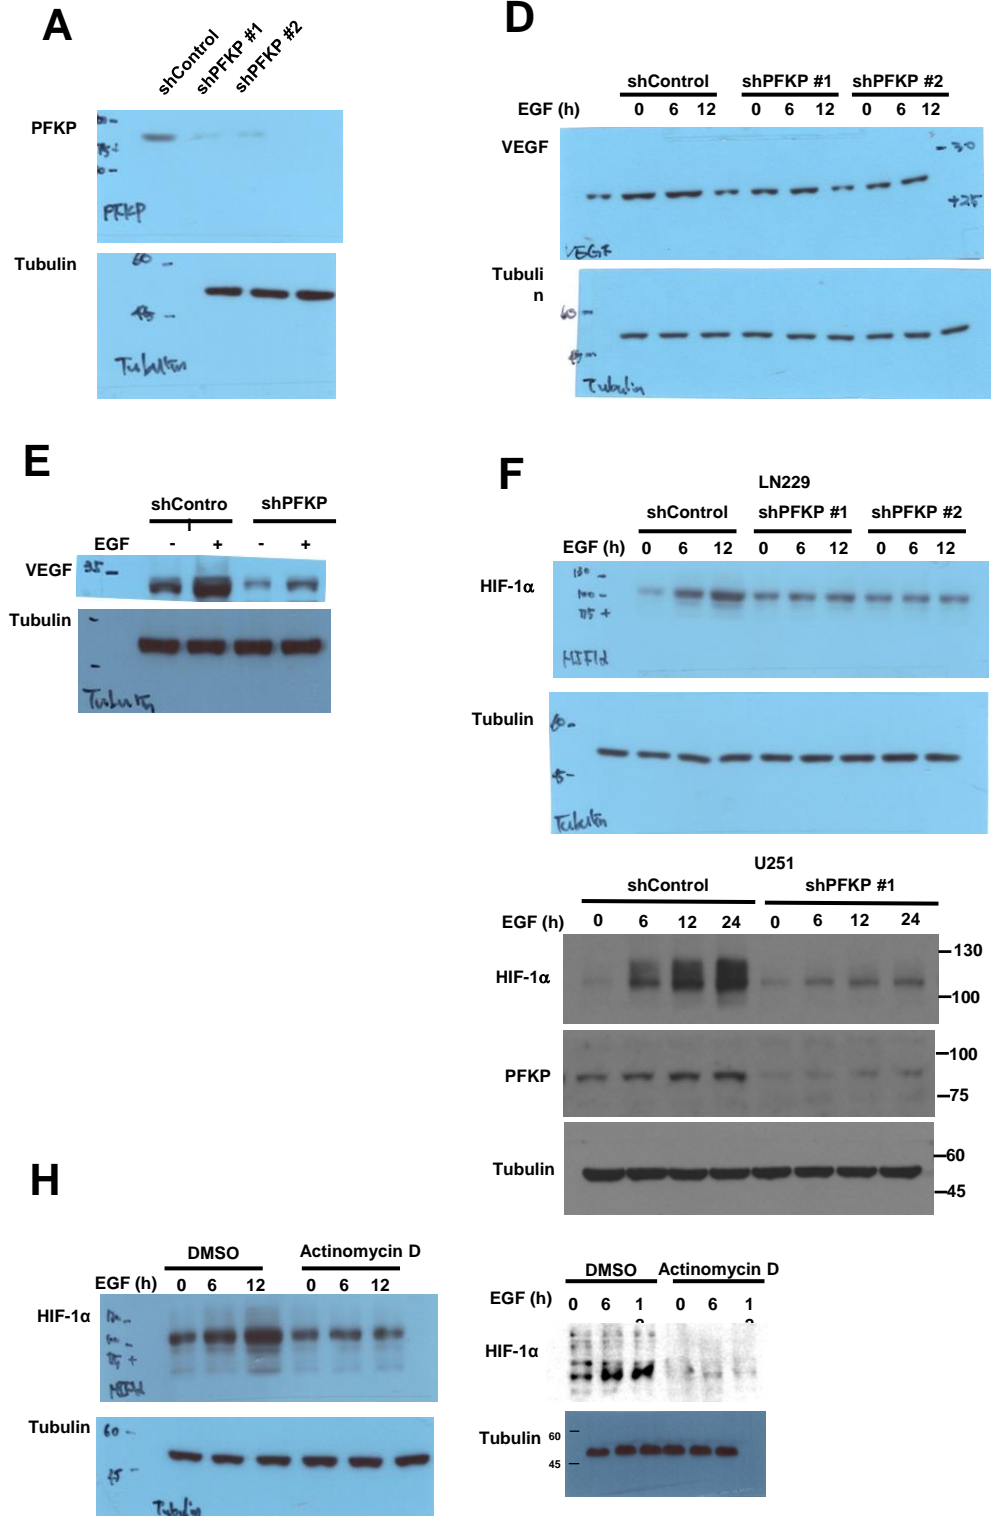 A
shControl
shPFKP #1
shPFKP #2
PFKP
PFKP
Tubulin
60
45
Tubulin
D
shControl shPFKP #1 shPFKP #2
EGF (h) 0 6 12 0 6 12 0 6 12
VEGF
30
25
VEGF
Tubuli
n
60
45
Tubulin
E
shContro
l
shPFKP
EGF - + - +
VEGF
35
Tubulin
Tubulin
F
LN229
shControl shPFKP #1 shPFKP #2
EGF (h) 0 6 12 0 6 12 0 6 12
HIF-1α
130
100
75
HIF1α
Tubulin
60
45
Tubulin
U251
shControl shPFKP #1
EGF (h) 0 6 12 24 0 6 12 24
HIF-1α
130
100
PFKP
100
75
Tubulin
60
45
H
DMSO Actinomycin D
EGF (h) 0 6 12 0 6 12
HIF-1α
HIF1α
Tubulin
60
Tubulin
DMSO Actinomycin D
EGF (h) 0 6 1 0 6 1
HIF-1α
Tubulin
60
45